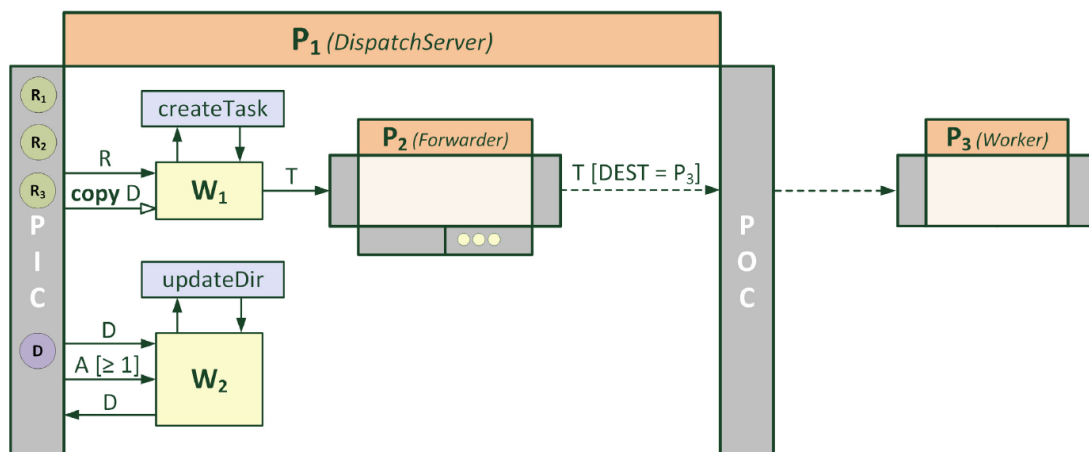 P₁ (DispatchServer)
R₁
R₂
R₃
P
I
C
D
createTask
R
copy D
W₁
T
P₂ (Forwarder)
T [DEST = P₃]
P
O
C
P₃ (Worker)
updateDir
D
A [≥ 1]
D
W₂